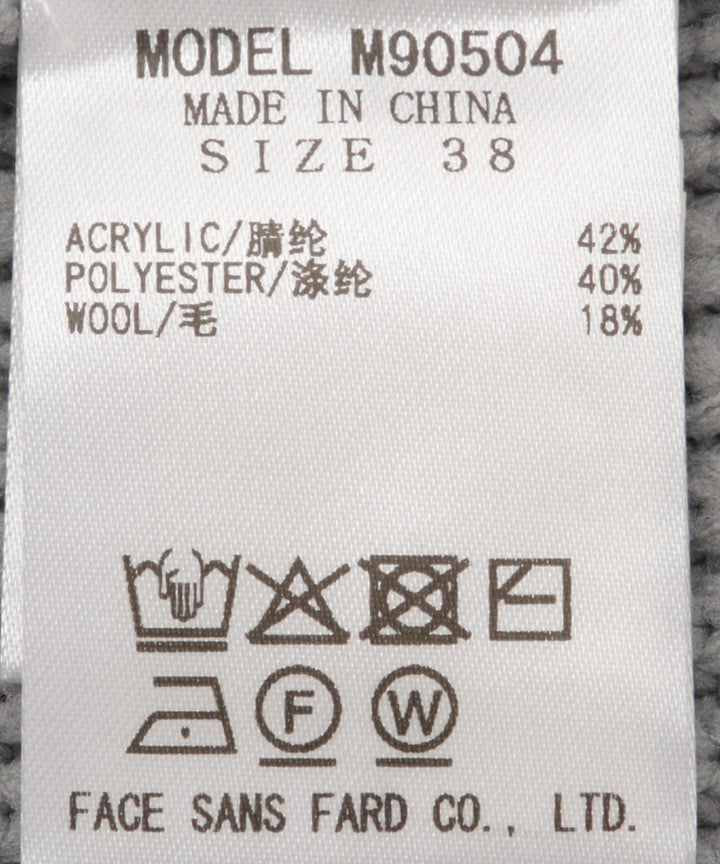 MODEL M90504
MADE IN CHINA
SIZE 38
ACRYLIC/腈纶 42%
POLYESTER/涤纶 40%
WOOL/毛 18%
F W
FACE SANS FARD CO., LTD.